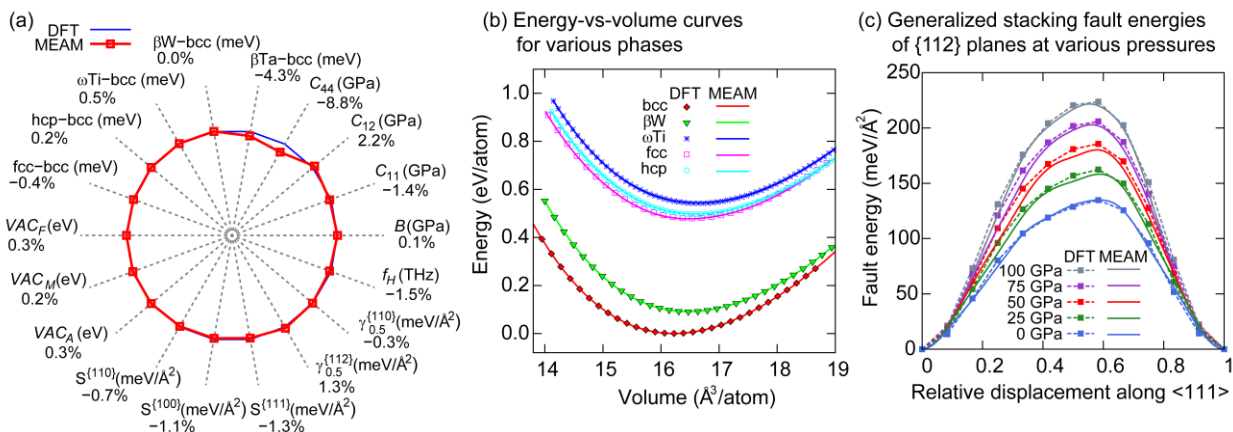 (a)
DFT
MEAM
βW−bcc (meV)
0.0%
βTa−bcc (meV)
−4.3%
C44 (GPa)
−8.8%
C12 (GPa)
2.2%
C11 (GPa)
−1.4%
B(GPa)
0.1%
fH (THz)
−1.5%
γ0.5{110}(meV/Å2)
−0.3%
γ0.5{112}(meV/Å2)
1.3%
S{111}(meV/Å2)
−1.3%
S{100}(meV/Å2)
−1.1%
S{110}(meV/Å2)
−0.7%
VACA (eV)
0.3%
VACM(eV)
0.2%
VACF(eV)
0.3%
fcc−bcc (meV)
−0.4%
hcp−bcc (meV)
0.2%
ωTi−bcc (meV)
0.5%
(b) Energy-vs-volume curves
for various phases
Energy (eV/atom)
1.0
0.8
0.6
0.4
0.2
0.0
DFT MEAM
bcc
βW
ωTi
fcc
hcp
14 15 16 17 18 19
Volume (Å3/atom)
(c) Generalized stacking fault energies
of {112} planes at various pressures
Fault energy (meV/Å2)
250
200
150
100
50
0
DFT MEAM
100 GPa
75 GPa
50 GPa
25 GPa
0 GPa
0 0.2 0.4 0.6 0.8 1
Relative displacement along <111>